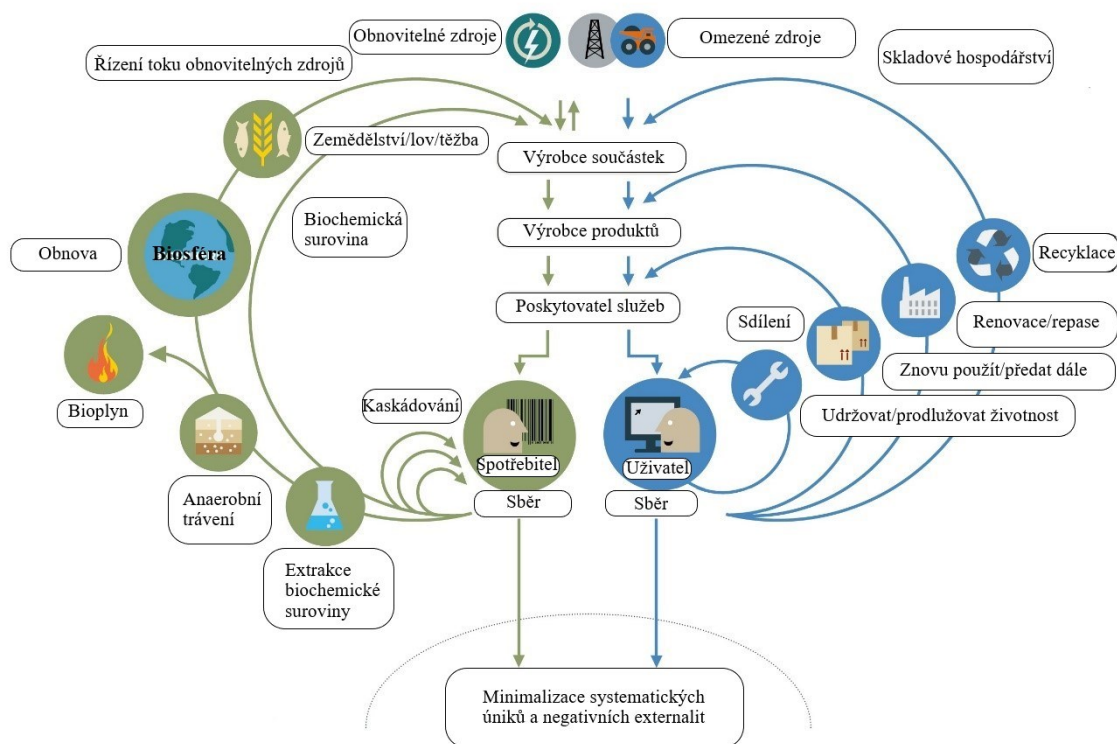 Obnovitelné zdroje
Omezené zdroje
Řízení toku obnovitelných zdrojů
Skladové hospodářství
Zemědělství/lov/těžba
Výrobce součástek
Biochemická
surovina
Výrobce produktů
Obnova
Biosféra
Recyklace
Poskytovatel služeb
Sdílení
Renovace/repase
Znovu použít/předat dále
Bioplyn
Kaskádování
Udržovat/prodlužovat životnost
Spotřebitel
Uživatel
Sběr
Sběr
Anaerobní
trávení
Extrakce
biochemické
suroviny
Minimalizace systematických
úniků a negativních externalit